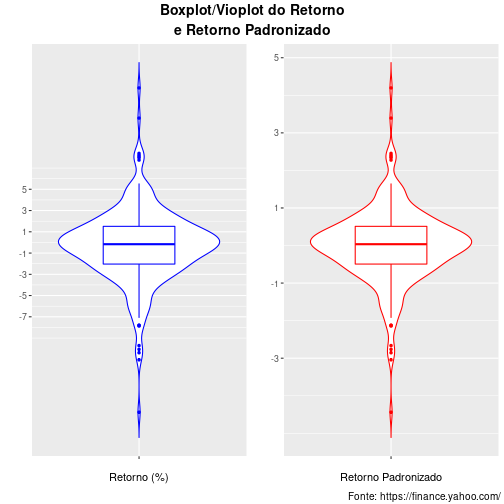 Boxplot/Vioplot do Retorno
e Retorno Padronizado
5
3
1
-1
-3
-5
-7
Retorno (%)
5
3
1
-1
-3
Retorno Padronizado
Fonte: https://finance.yahoo.com/